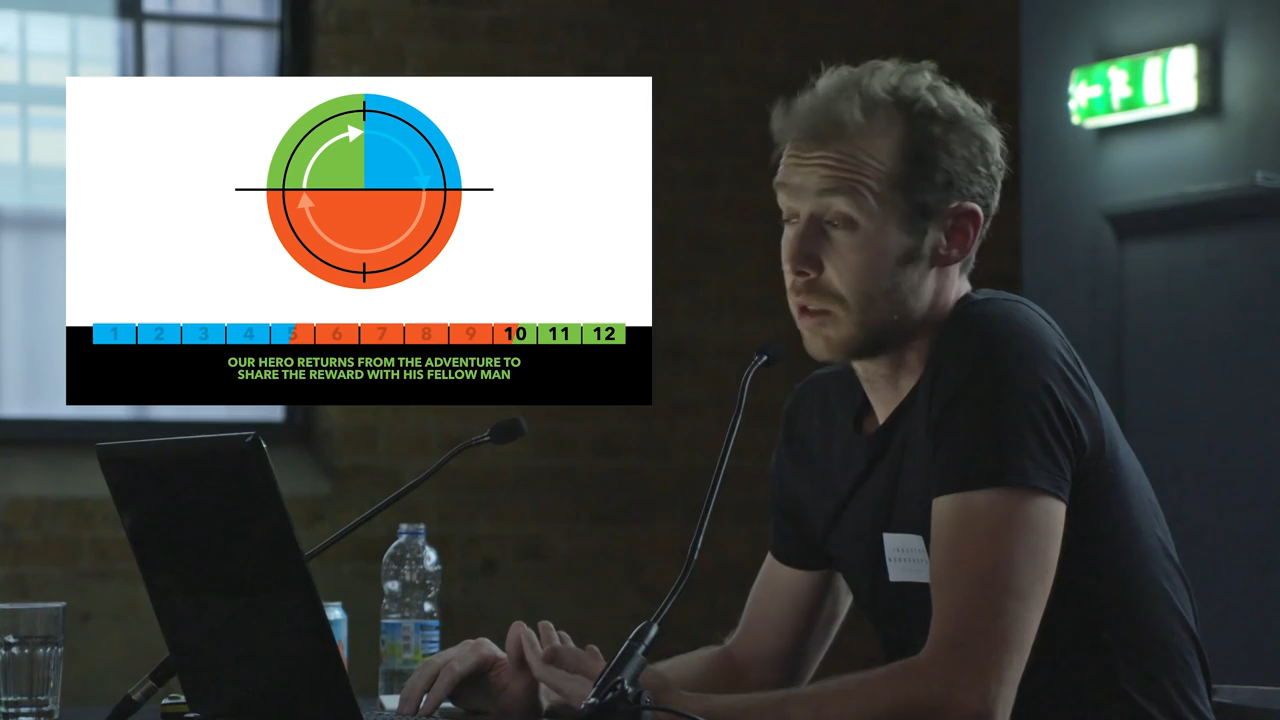 1 2 3 4 5 6 7 8 9 10 11 12
OUR HERO RETURNS FROM THE ADVENTURE TO
SHARE THE REWARD WITH HIS FELLOW MAN